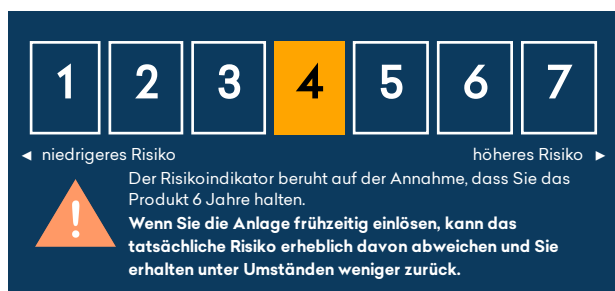 1 2 3 4 5 6 7
◄ niedrigeres Risiko höheres Risiko ►
Der Risikoindikator beruht auf der Annahme, dass Sie das
Produkt 6 Jahre halten.
Wenn Sie die Anlage frühzeitig einlösen, kann das
tatsächliche Risiko erheblich davon abweichen und Sie
erhalten unter Umständen weniger zurück.